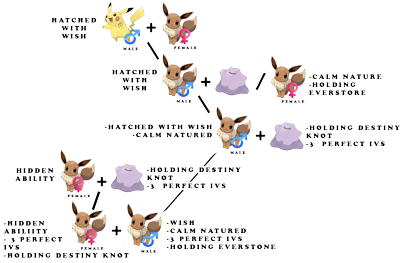 HATCHED
WITH
WISH
MALE
FEMALE
HATCHED
WITH
WISH
MALE
FEMALE
-CALM NATURE
-HOLDING
EVERSTORE
-HATCHED WITH WISH
-CALM NATURED
MALE
-HOLDING DESTINY
KNOT
-3 PERFECT IVS
HIDDEN
ABILITY
FEMALE
-HOLDING DESTINY
KNOT
-3 PERFECT IVS
-HIDDEN
ABILIITY
- 3 PERFECT
IVS
-HOLDING DESTINY KNOT
FEMALE
MALE
-WISH
-CALM NATURED
-3 PERFECT IVS
-HOLDING EVERSTONE